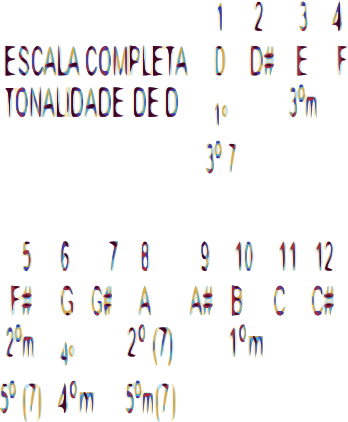 1 2 3 4
ESCALA COMPLETA D D# E F
TONALIDADE DE D 1º 3ºm
3º 7
5 6 7 8 9 10 11 12
F# G G# A A# B C C#
2ºm 4º 2º (7) 1ºm
5º (7) 4ºm 5ºm(7)